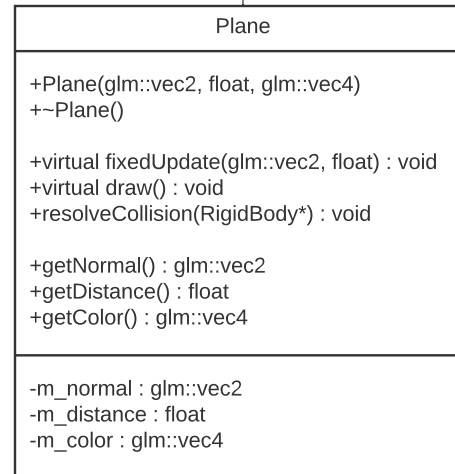 Plane
+Plane(glm::vec2, float, glm::vec4)
+~Plane()
+virtual fixedUpdate(glm::vec2, float) : void
+virtual draw() : void
+resolveCollision(RigidBody*) : void
+getNormal() : glm::vec2
+getDistance() : float
+getColor() : glm::vec4
-m_normal : glm::vec2
-m_distance : float
-m_color : glm::vec4